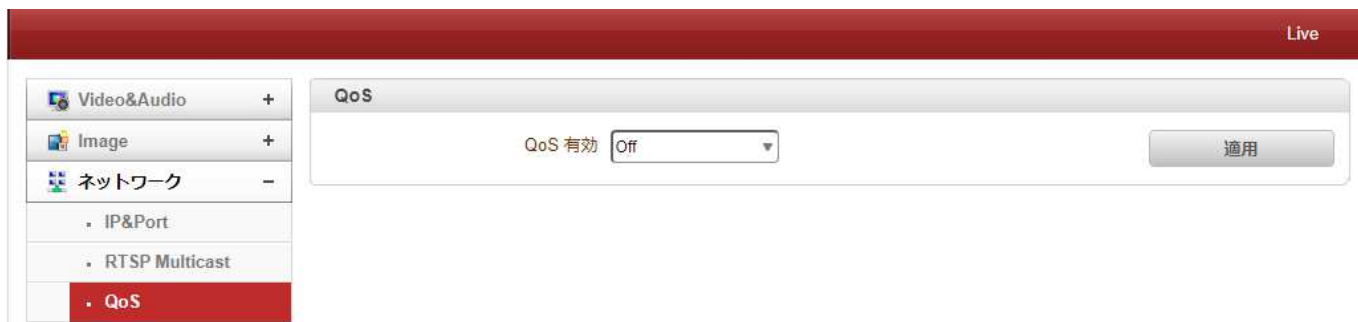 Live
Video&Audio +
Image +
ネットワーク -
IP&Port
RTSP Multicast
QoS
QoS
QoS 有効 Off
適用